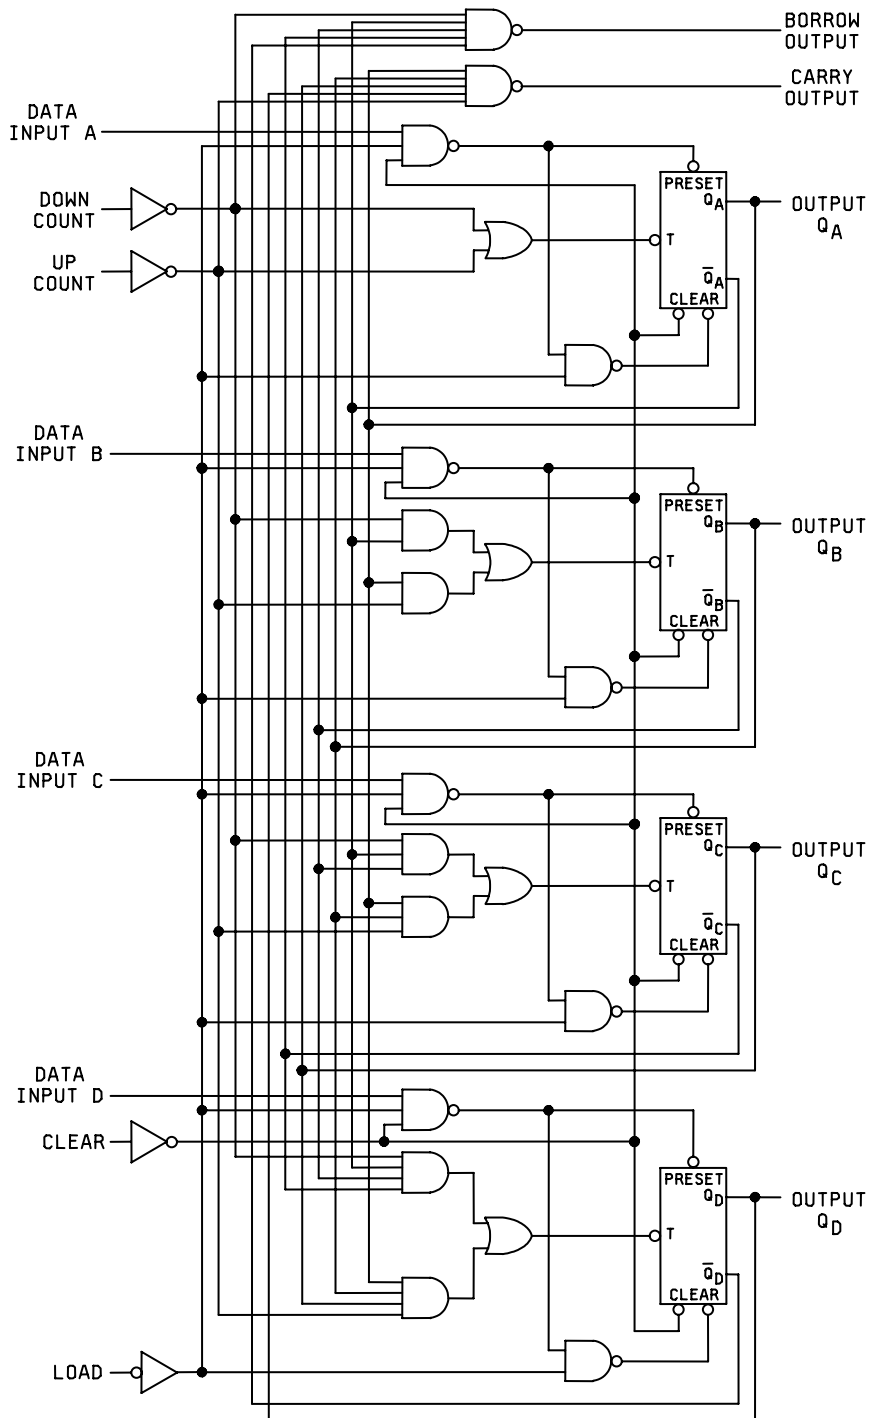 BORROW
OUTPUT
CARRY
OUTPUT
DATA
INPUT A
PRESET
QA
DOWN
COUNT
OUTPUT
QA
T
UP
COUNT
Q̅A
CLEAR
DATA
INPUT B
PRESET
QB
OUTPUT
QB
T
Q̅B
CLEAR
DATA
INPUT C
PRESET
QC
OUTPUT
QC
T
Q̅C
CLEAR
DATA
INPUT D
CLEAR
PRESET
QD
OUTPUT
QD
T
Q̅D
CLEAR
LOAD